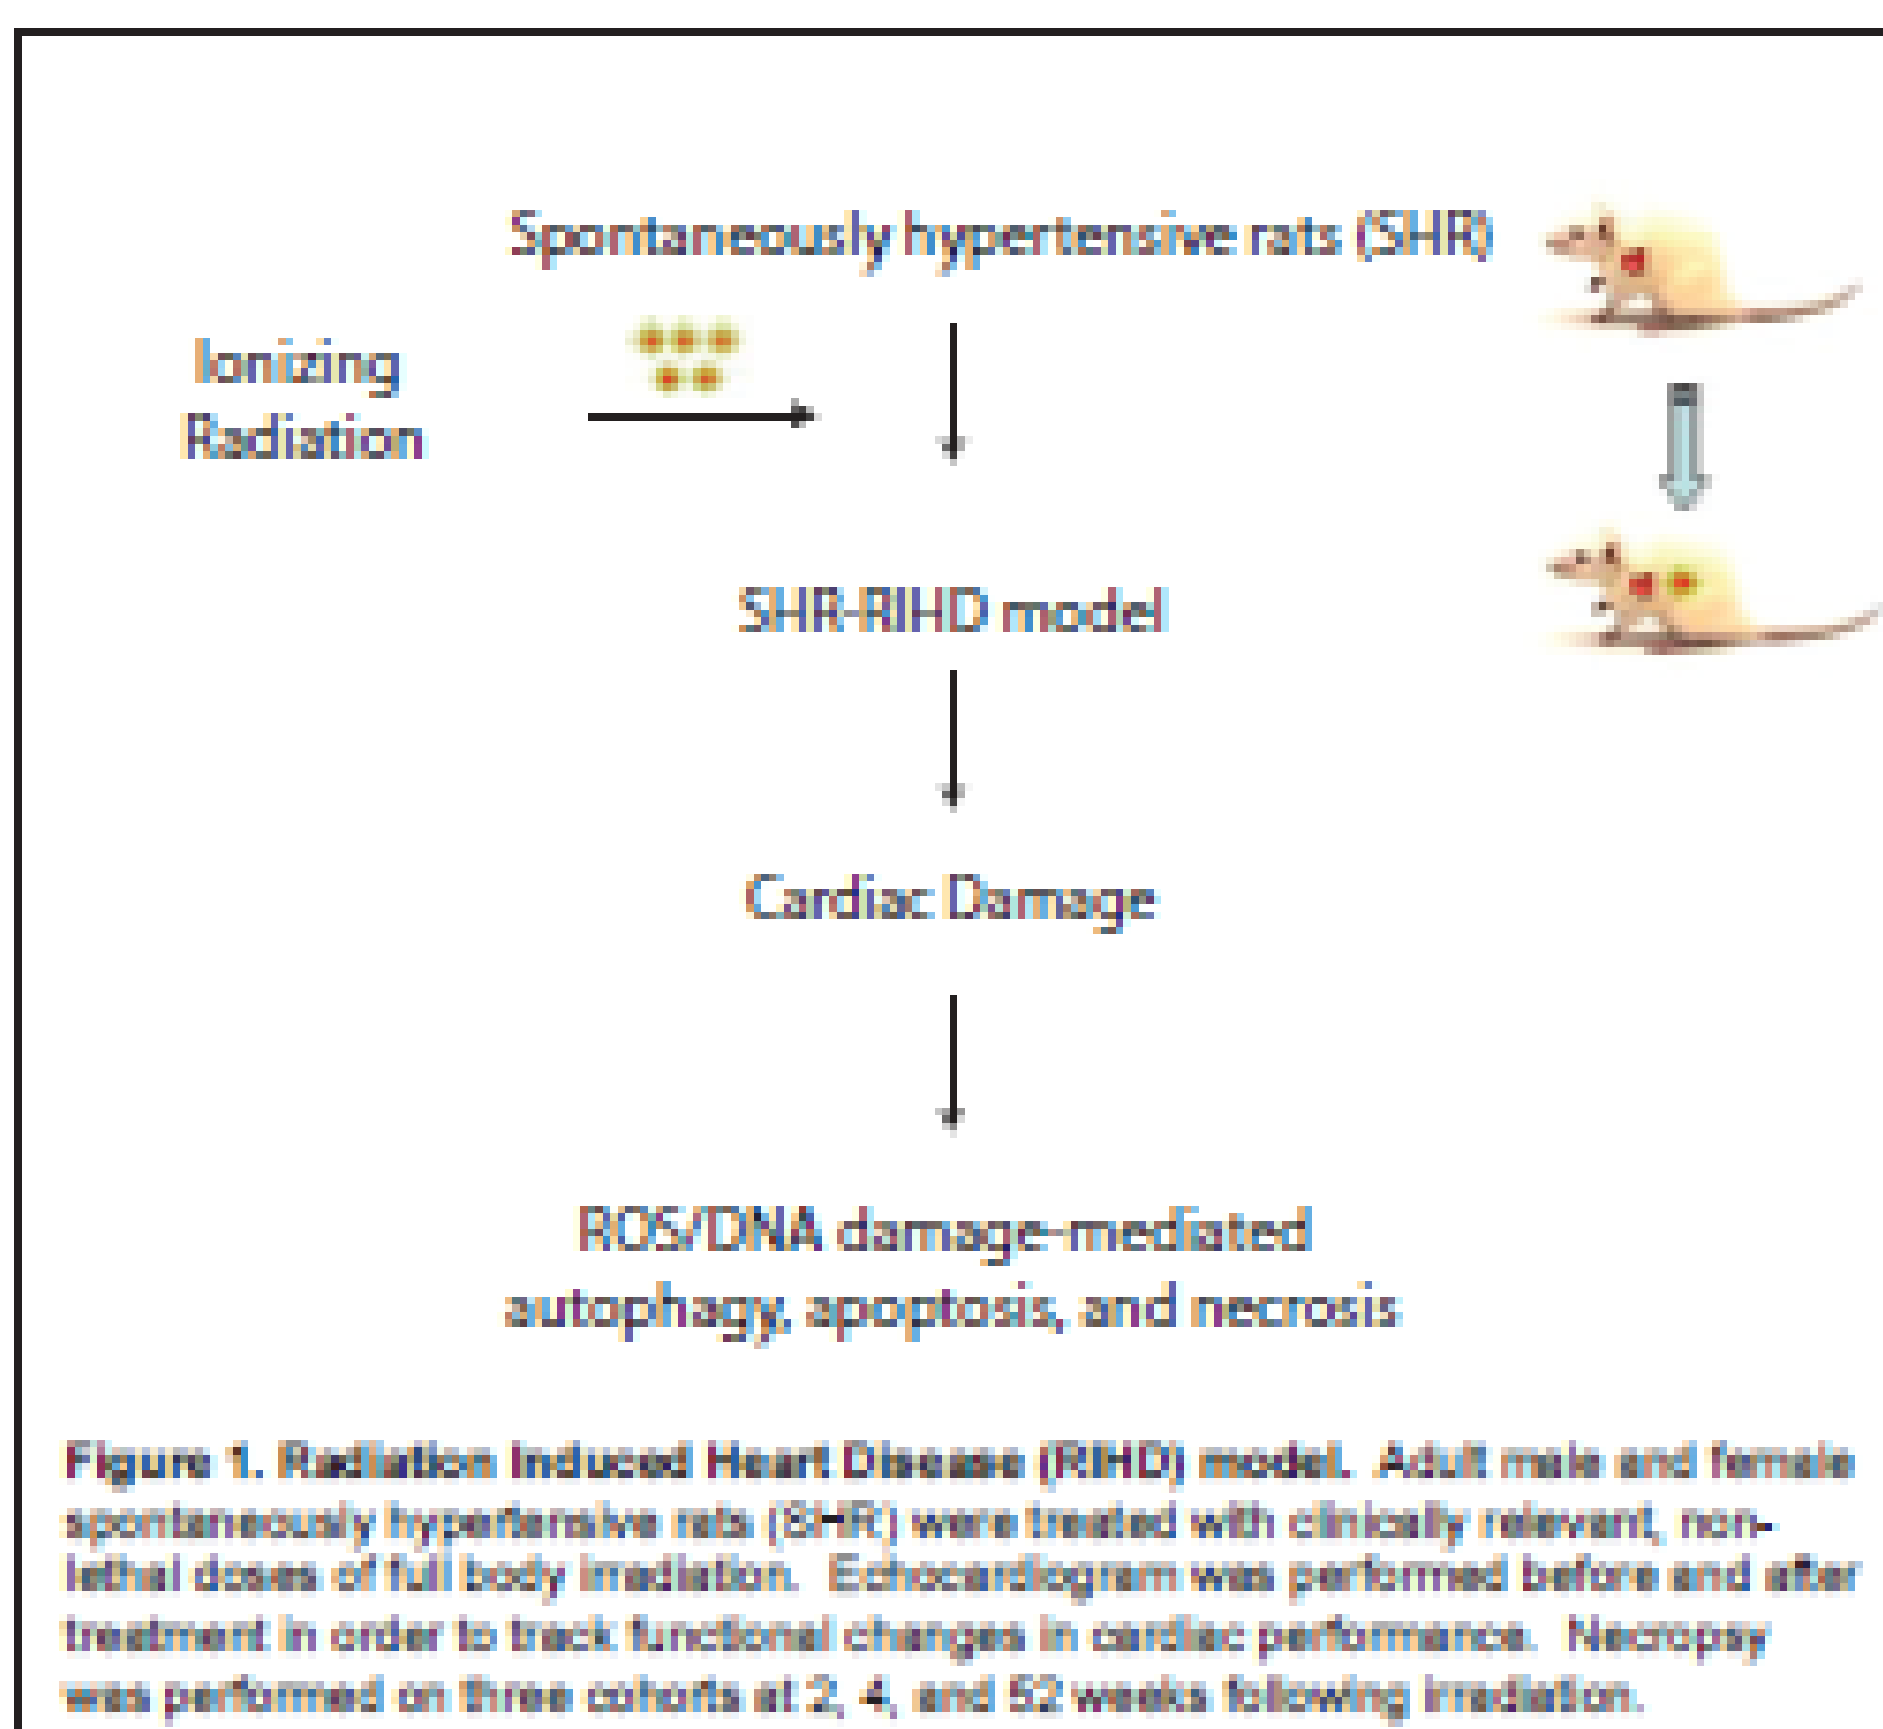 Spontaneously hypertensive rats (SHR)
Ionizing
Radiation
SHR-RIHD model
Cardiac Damage
ROS/DNA damage-mediated
autophagy, apoptosis, and necrosis
Figure 1. Radiation Induced Heart Disease (RIHD) model. Adult male and female
spontaneously hypertensive rats (SHR) were treated with clinically relevant, non-
lethal doses of full body irradiation. Echocardiogram was performed before and after
treatment in order to track functional changes in cardiac performance. Necropsy
was performed on three cohorts at 2, 4, and 52 weeks following irradiation.